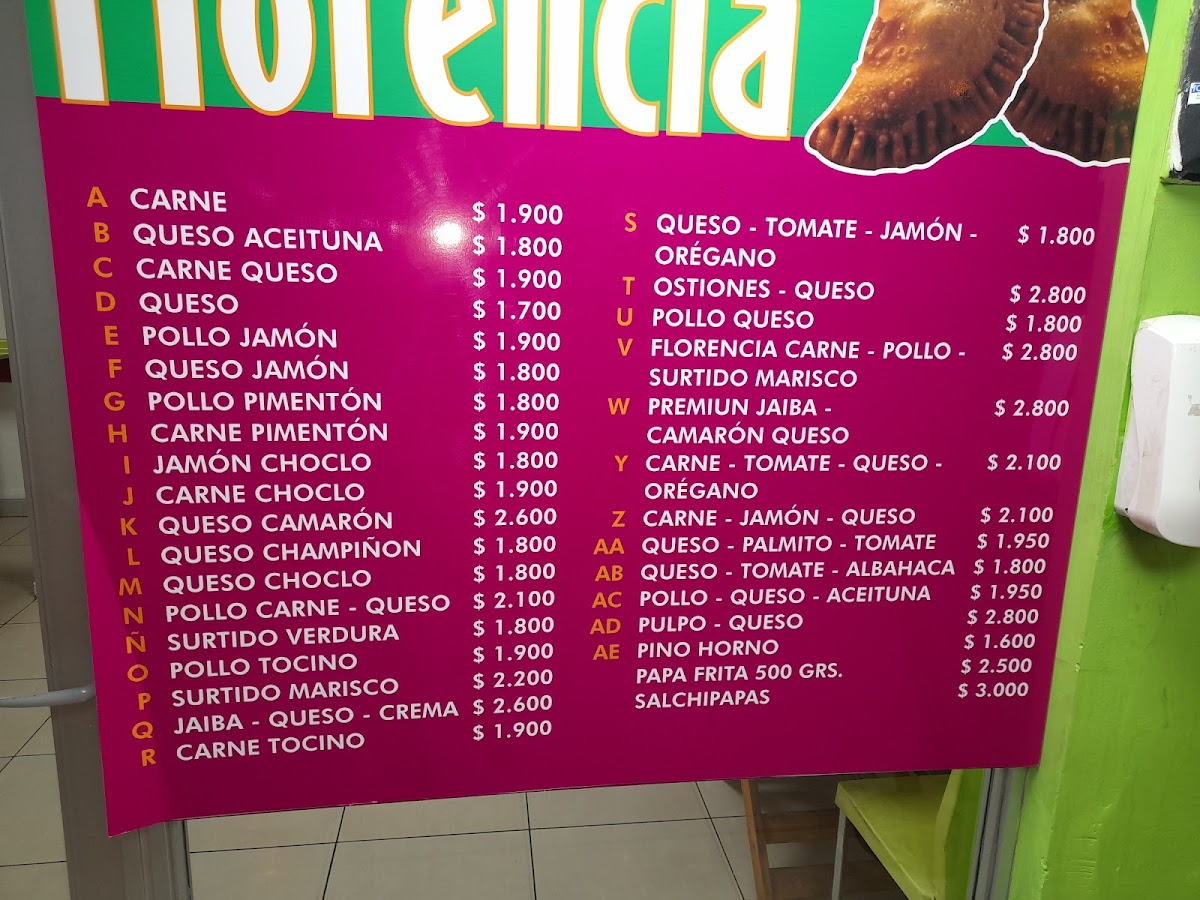 Florencia
A CARNE $ 1.900
B QUESO ACEITUNA $ 1.800
C CARNE QUESO $ 1.900
D QUESO $ 1.700
E POLLO JAMÓN $ 1.900
F QUESO JAMÓN $ 1.800
G POLLO PIMENTÓN $ 1.800
H CARNE PIMENTÓN $ 1.900
I JAMÓN CHOCLO $ 1.800
J CARNE CHOCLO $ 1.900
K QUESO CAMARÓN $ 2.600
L QUESO CHAMPIÑON $ 1.800
M QUESO CHOCLO $ 1.800
N POLLO CARNE - QUESO $ 2.100
Ñ SURTIDO VERDURA $ 1.800
O POLLO TOCINO $ 1.900
P SURTIDO MARISCO $ 2.200
Q JAIBA - QUESO - CREMA $ 2.600
R CARNE TOCINO $ 1.900
S QUESO - TOMATE - JAMÓN - $ 1.800
ORÉGANO
T OSTIONES - QUESO $ 2.800
U POLLO QUESO $ 1.800
V FLORENCIA CARNE - POLLO - $ 2.800
SURTIDO MARISCO
W PREMIUN JAIBA - $ 2.800
CAMARÓN QUESO
Y CARNE - TOMATE - QUESO - $ 2.100
ORÉGANO
Z CARNE - JAMÓN - QUESO $ 2.100
AA QUESO - PALMITO - TOMATE $ 1.950
AB QUESO - TOMATE - ALBAHACA $ 1.800
AC POLLO - QUESO - ACEITUNA $ 1.950
AD PULPO - QUESO $ 2.800
AE PINO HORNO $ 1.600
PAPA FRITA 500 GRS. $ 2.500
SALCHIPAPAS $ 3.000